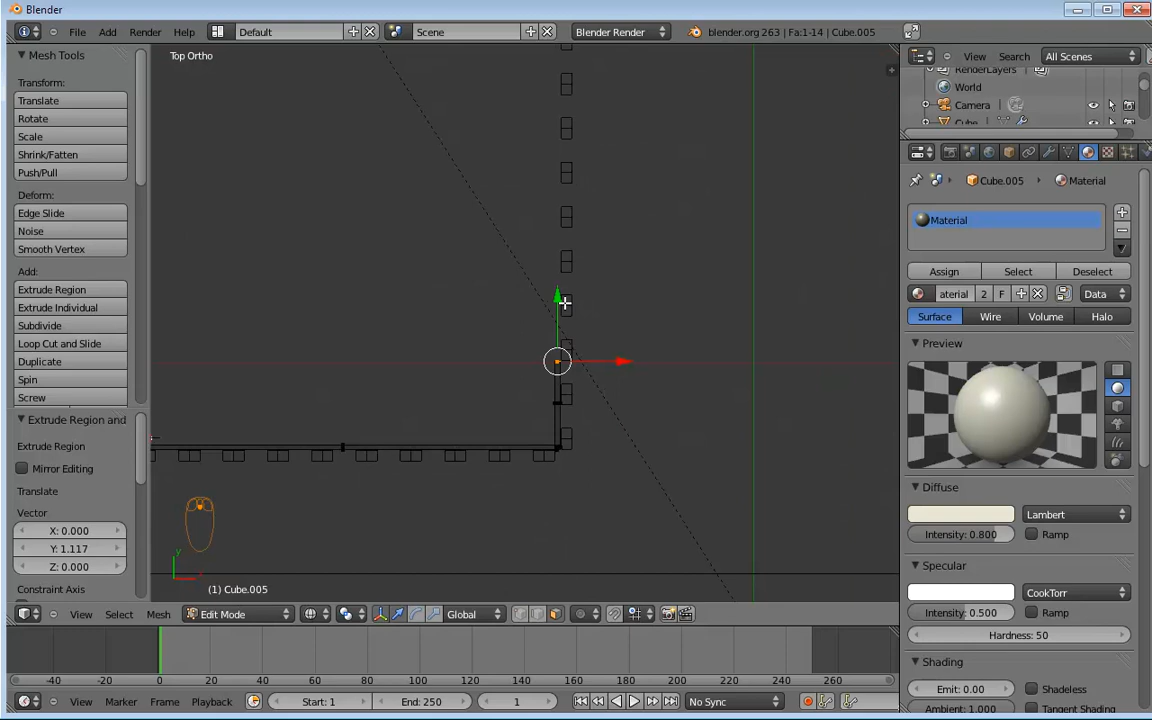 Blender
File Add Render Help Default Scene Blender Render blender.org 263 | Fa:1-14 | Cube.005
Mesh Tools
Transform:
Translate
Rotate
Scale
Shrink/Fatten
Push/Pull
Deform:
Edge Slide
Noise
Smooth Vertex
Add:
Extrude Region
Extrude Individual
Subdivide
Loop Cut and Slide
Duplicate
Spin
Screw
Extrude Region and
Extrude Region
Mirror Editing
Translate
Vector
X: 0.000
Y: 1.117
Z: 0.000
Constraint Axis
Top Ortho
y
(1) Cube.005
View Select Mesh Edit Mode Global
-40 -20 0 20 40 60 80 100 120 140 160 180 200 220 240 260
View Marker Frame Playback Start: 1 End: 250 1 No Sync
View Search All Scenes
RenderLayers
World
Camera
Cube
Cube.005 Material
Material
Assign Select Deselect
aterial 2 F Data
Surface Wire Volume Halo
Preview
Diffuse
Lambert
Intensity: 0.800 Ramp
Specular
CookTorr
Intensity: 0.500 Ramp
Hardness: 50
Shading
Emit: 0.00 Shadeless
Ambient: 1.000 Tangent Shading